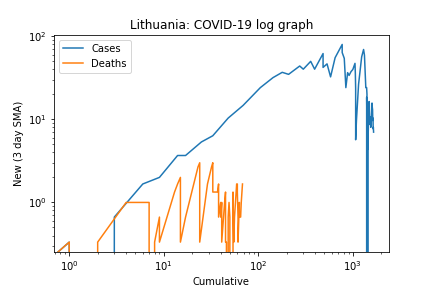 Lithuania: COVID-19 log graph
Cases
Deaths
New (3 day SMA)
10²
10¹
10⁰
10⁰ 10¹ 10² 10³
Cumulative